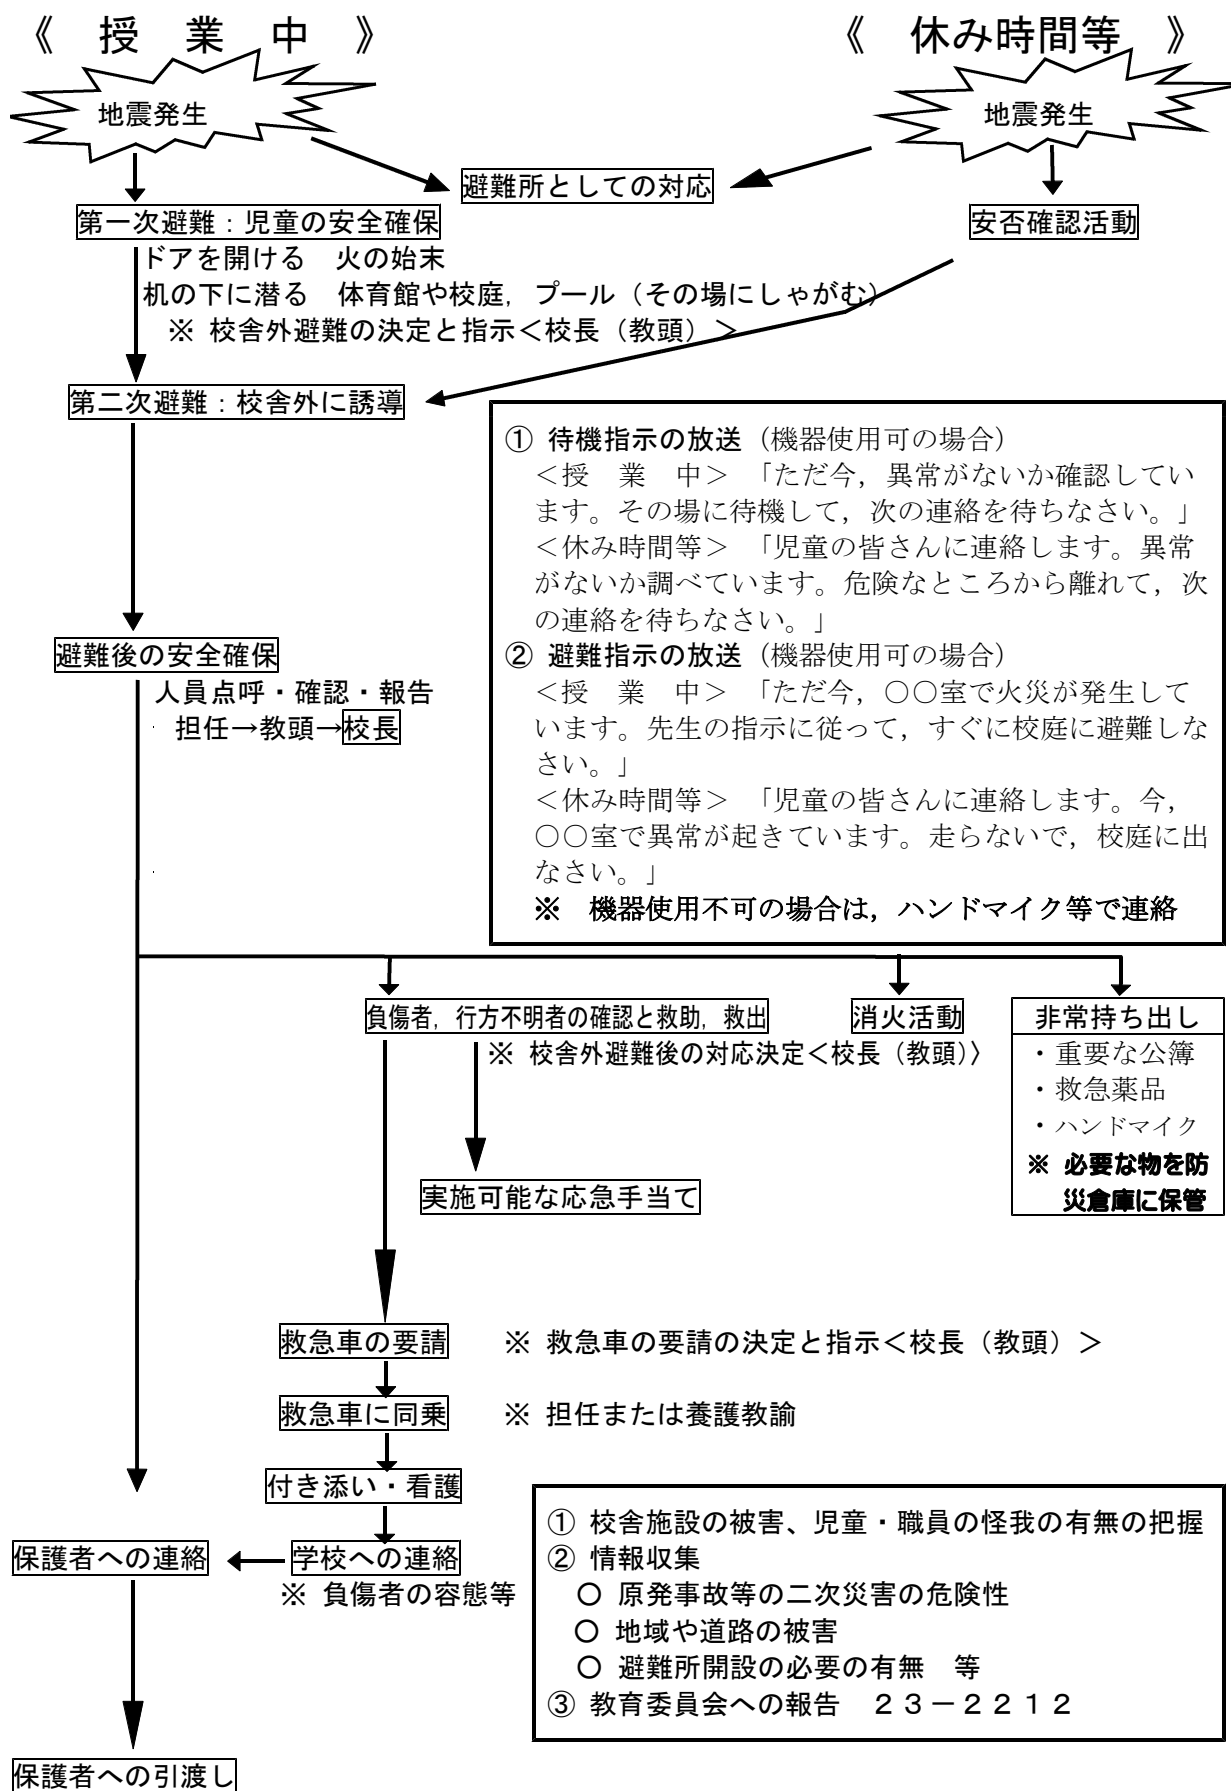 《　授　業　中　》
《　休み時間等　》
地震発生
地震発生
避難所としての対応
第一次避難：児童の安全確保
安否確認活動
ドアを開ける　火の始末
机の下に潜る　体育館や校庭，プール（その場にしゃがむ）
※ 校舎外避難の決定と指示＜校長（教頭）＞
第二次避難：校舎外に誘導
① 待機指示の放送（機器使用可の場合）
＜授　業　中＞ 「ただ今，異常がないか確認してい
ます。その場に待機して，次の連絡を待ちなさい。」
＜休み時間等＞ 「児童の皆さんに連絡します。異常
がないか調べています。危険なところから離れて，次
の連絡を待ちなさい。」
② 避難指示の放送（機器使用可の場合）
＜授　業　中＞ 「ただ今，○○室で火災が発生して
います。先生の指示に従って，すぐに校庭に避難しな
さい。」
＜休み時間等＞ 「児童の皆さんに連絡します。今，
○○室で異常が起きています。走らないで，校庭に出
なさい。」
※　機器使用不可の場合は，ハンドマイク等で連絡
避難後の安全確保
人員点呼・確認・報告
担任→教頭→校長
負傷者，行方不明者の確認と救助，救出
消火活動
非常持ち出し
※ 校舎外避難後の対応決定＜校長（教頭）〉
・重要な公簿
・救急薬品
・ハンドマイク
※ 必要な物を防
災倉庫に保管
実施可能な応急手当て
救急車の要請　※ 救急車の要請の決定と指示＜校長（教頭）＞
救急車に同乗　※ 担任または養護教諭
付き添い・看護
保護者への連絡
学校への連絡
※ 負傷者の容態等
① 校舎施設の被害、児童・職員の怪我の有無の把握
② 情報収集
○ 原発事故等の二次災害の危険性
○ 地域や道路の被害
○ 避難所開設の必要の有無　等
③ 教育委員会への報告　２３－２２１２
保護者への引渡し